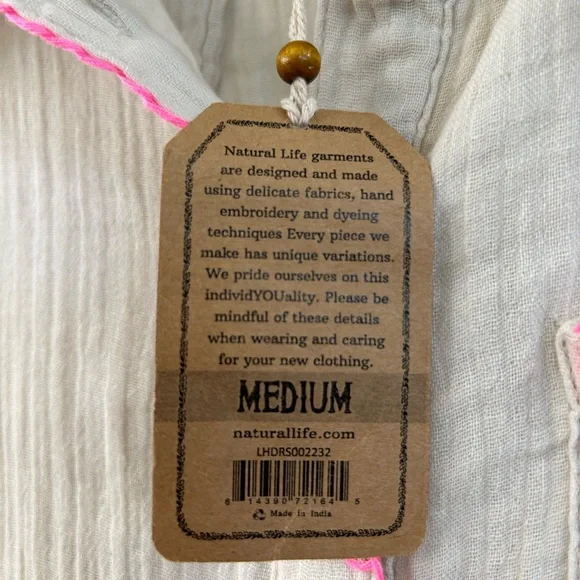 Natural Life garments
are designed and made
using delicate fabrics, hand
embroidery and dyeing
techniques Every piece we
make has unique variations.
We pride ourselves on this
individYOUality. Please be
mindful of these details
when wearing and caring
for your new clothing.
MEDIUM
naturallife.com
LHDRS002232
6 14390 72164 5
Made in India